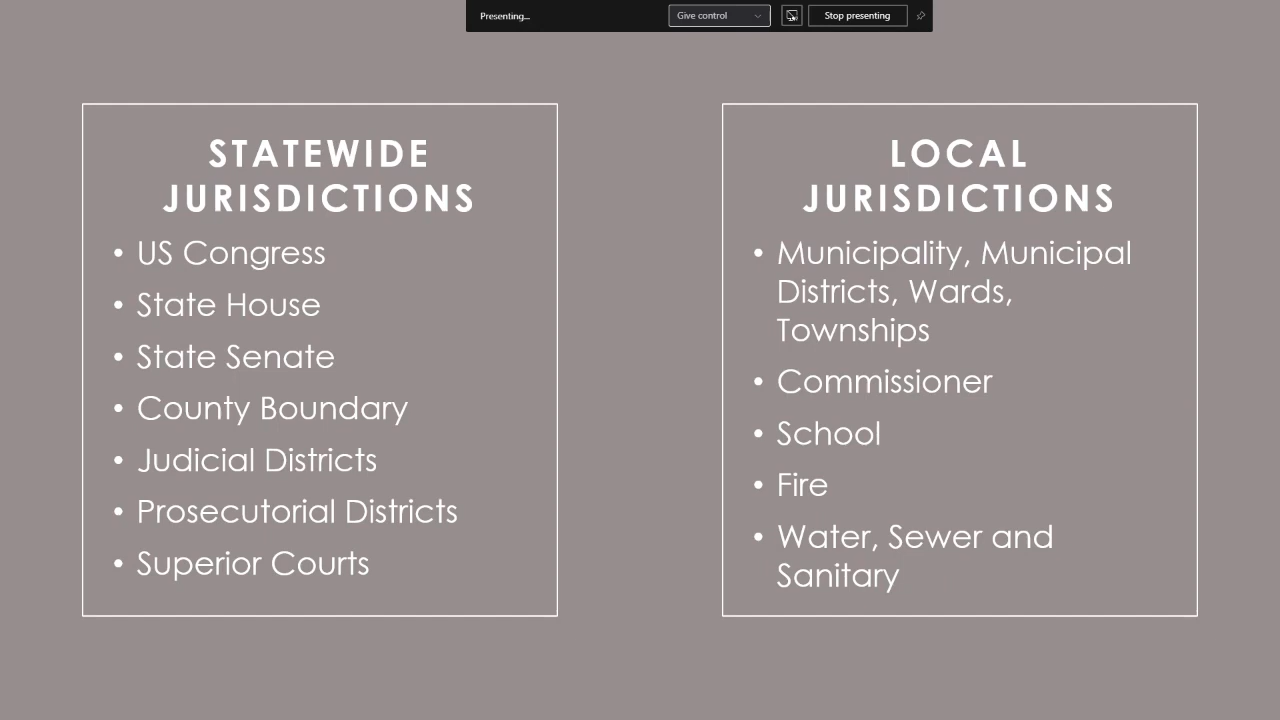 Presenting...
Give control
Stop presenting
STATEWIDE
JURISDICTIONS
• US Congress
• State House
• State Senate
• County Boundary
• Judicial Districts
• Prosecutorial Districts
• Superior Courts
LOCAL
JURISDICTIONS
• Municipality, Municipal
Districts, Wards,
Townships
• Commissioner
• School
• Fire
• Water, Sewer and
Sanitary